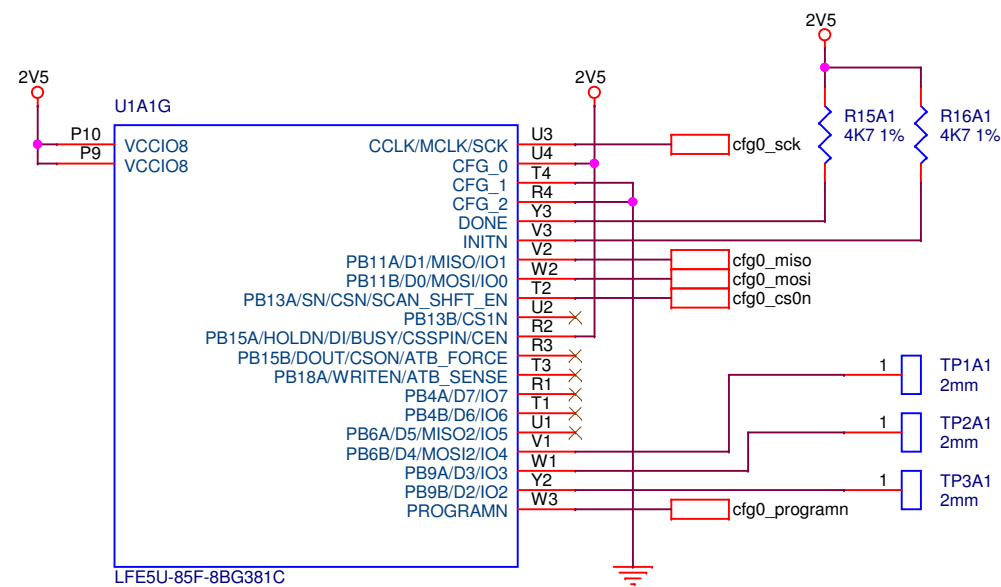 2V5
2V5
2V5
U1A1G
P10
VCCIO8
P9
VCCIO8
CCLK/MCLK/SCK
U3
cfg0_sck
CFG_0
U4
CFG_1
T4
CFG_2
R4
DONE
Y3
INITN
V3
PB11A/D1/MISO/IO1
V2
cfg0_miso
PB11B/D0/MOSI/IO0
W2
cfg0_mosi
PB13A/SN/CSN/SCAN_SHFT_EN
T2
cfg0_cs0n
PB13B/CS1N
U2
PB15A/HOLDN/DI/BUSY/CSSPIN/CEN
R2
PB15B/DOUT/CSON/ATB_FORCE
R3
PB18A/WRITEN/ATB_SENSE
T3
PB4A/D7/IO7
R1
PB4B/D6/IO6
T1
PB6A/D5/MISO2/IO5
U1
PB6B/D4/MOSI2/IO4
V1
PB9A/D3/IO3
W1
PB9B/D2/IO2
Y2
PROGRAMN
W3
cfg0_programn
R15A1
4K7 1%
R16A1
4K7 1%
1
TP1A1
2mm
1
TP2A1
2mm
1
TP3A1
2mm
LFE5U-85F-8BG381C